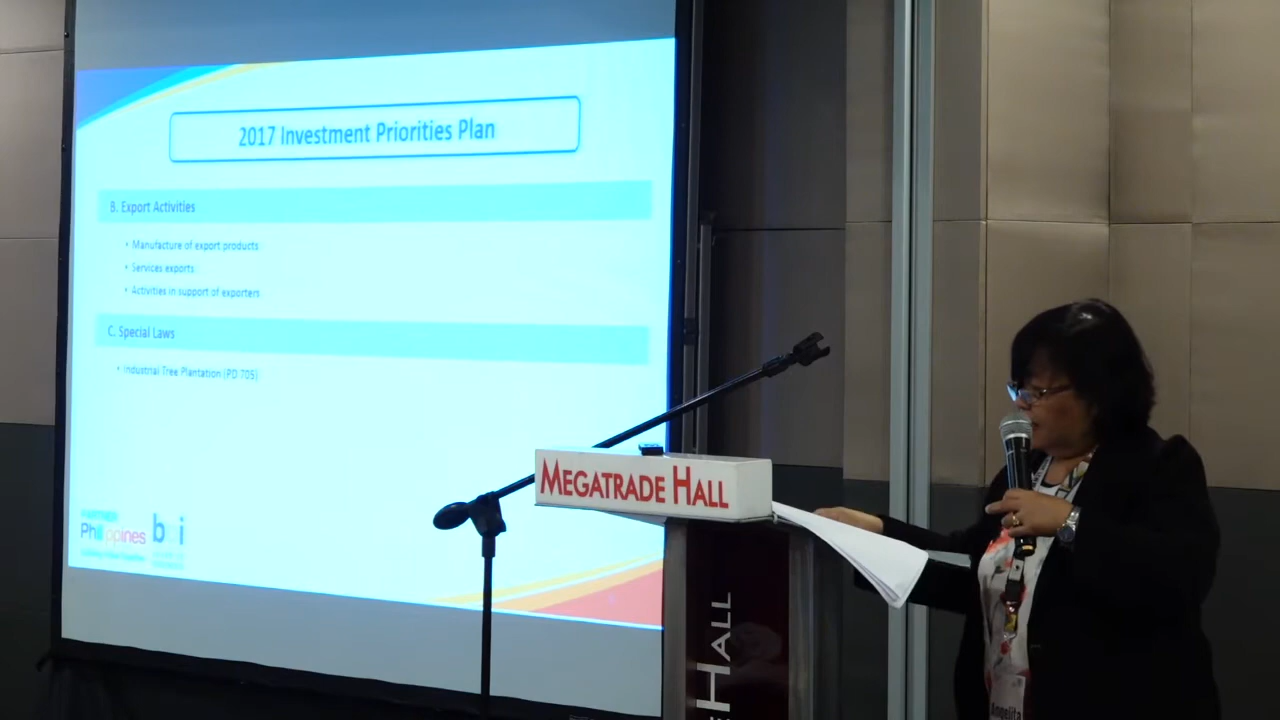 2017 Investment Priorities Plan
B. Export Activities
• Manufacture of export products
• Services exports
• Activities in support of exporters
C. Special Laws
• Industrial Tree Plantation (PD 705)
Philippines
boi
MEGATRADE HALL
HALL
Angelita